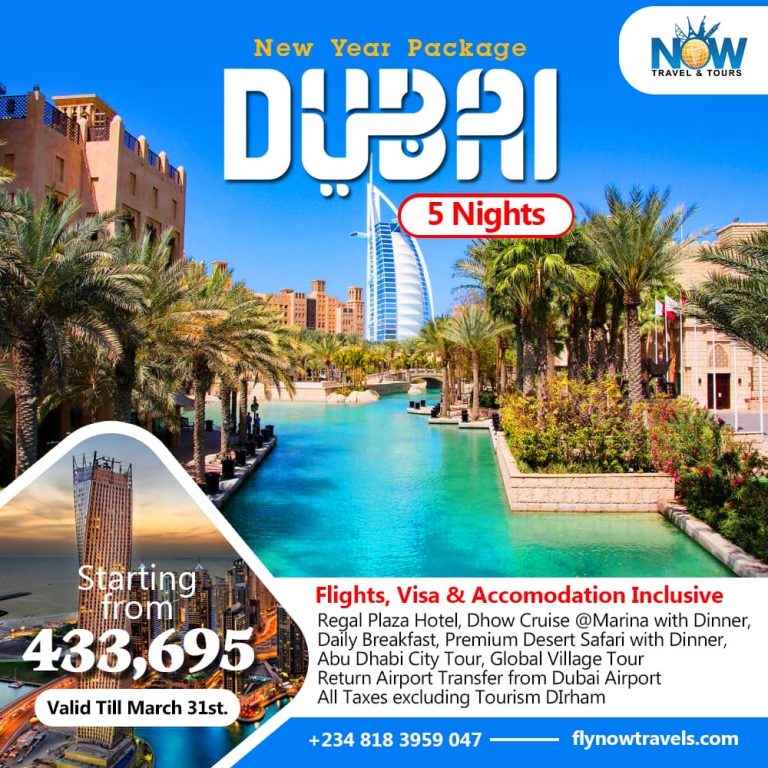 NOW
TRAVEL & TOURS
New Year Package
DUBAI
5 Nights
Starting
from
433,695
Valid Till March 31st.
Flights, Visa & Accomodation Inclusive
Regal Plaza Hotel, Dhow Cruise @Marina with Dinner,
Daily Breakfast, Premium Desert Safari with Dinner,
Abu Dhabi City Tour, Global Village Tour
Return Airport Transfer from Dubai Airport
All Taxes excluding Tourism DIrham
+234 818 3959 047 — flynowtravels.com